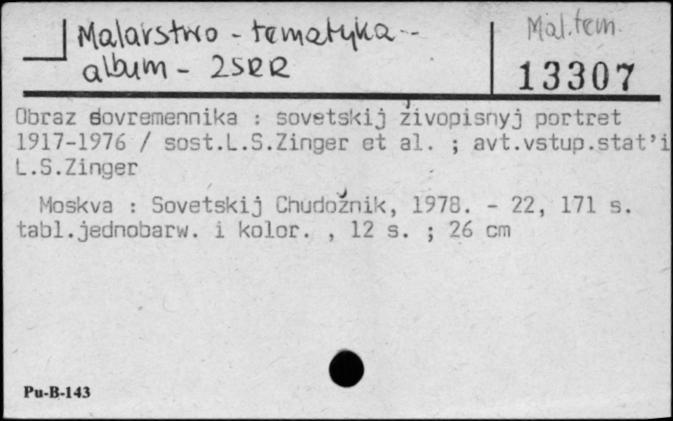 Malarstwo - tematyka -
album - ZSRR
Mal. tem.
13307
Obraz sovremennika : sovetskij živopisnyj portret
1917-1976 / sost.L.S.Zinger et al. ; avt.vstup.stat'i
L.S.Zinger
Moskva : Sovetskij Chudožnik, 1978. - 22, 171 s.
tabl.jednobarw. i kolor. , 12 s. ; 26 cm
Pu-B-143